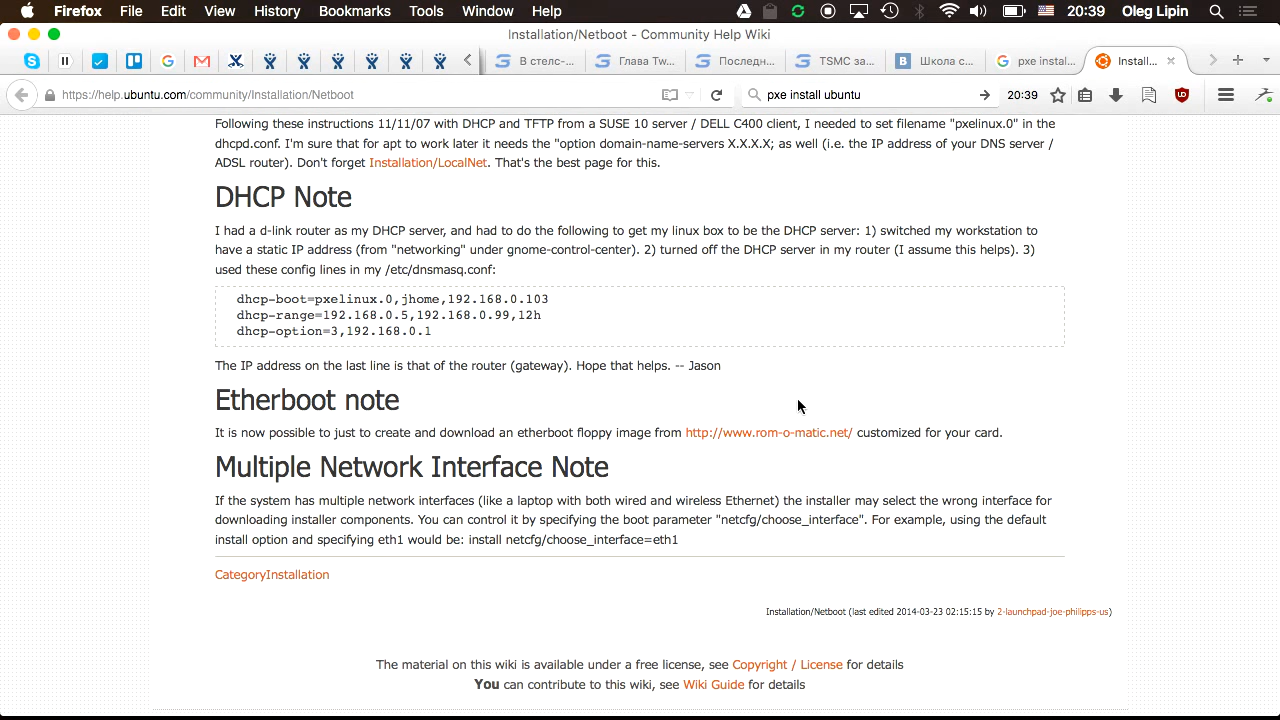 Firefox File Edit View History Bookmarks Tools Window Help 20:39 Oleg Lipin
Installation/Netboot - Community Help Wiki
В стелс-... Глава Tw... Последн... TSMC за... Школа с... pxe instal... Install...
https://help.ubuntu.com/community/Installation/Netboot pxe install ubuntu 20:39
Following these instructions 11/11/07 with DHCP and TFTP from a SUSE 10 server / DELL C400 client, I needed to set filename "pxelinux.0" in the
dhcpd.conf. I'm sure that for apt to work later it needs the "option domain-name-servers X.X.X.X; as well (i.e. the IP address of your DNS server /
ADSL router). Don't forget Installation/LocalNet. That's the best page for this.
DHCP Note
I had a d-link router as my DHCP server, and had to do the following to get my linux box to be the DHCP server: 1) switched my workstation to
have a static IP address (from "networking" under gnome-control-center). 2) turned off the DHCP server in my router (I assume this helps). 3)
used these config lines in my /etc/dnsmasq.conf:
dhcp-boot=pxelinux.0,jhome,192.168.0.103
dhcp-range=192.168.0.5,192.168.0.99,12h
dhcp-option=3,192.168.0.1
The IP address on the last line is that of the router (gateway). Hope that helps. -- Jason
Etherboot note
It is now possible to just to create and download an etherboot floppy image from http://www.rom-o-matic.net/ customized for your card.
Multiple Network Interface Note
If the system has multiple network interfaces (like a laptop with both wired and wireless Ethernet) the installer may select the wrong interface for
downloading installer components. You can control it by specifying the boot parameter "netcfg/choose_interface". For example, using the default
install option and specifying eth1 would be: install netcfg/choose_interface=eth1
CategoryInstallation
Installation/Netboot (last edited 2014-03-23 02:15:15 by 2-launchpad-joe-philipps-us)
The material on this wiki is available under a free license, see Copyright / License for details
You can contribute to this wiki, see Wiki Guide for details